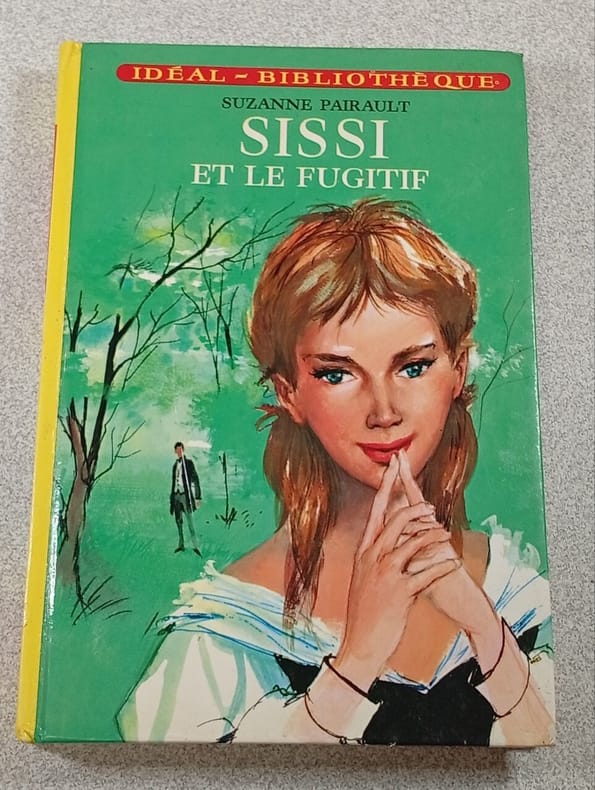 IDÉAL-BIBLIOTHÈQUE
SUZANNE PAIRAULT
SISSI
ET LE FUGITIF